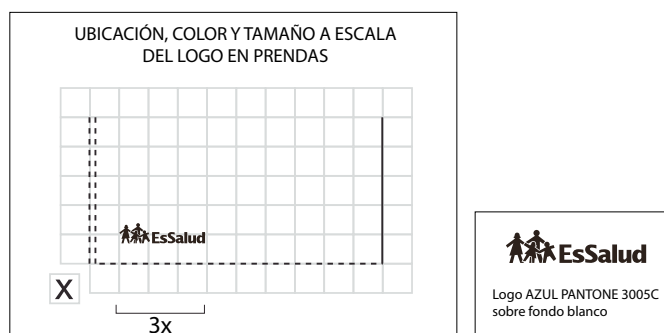 UBICACIÓN, COLOR Y TAMAÑO A ESCALA
DEL LOGO EN PRENDAS
EsSalud
X
3x
EsSalud
Logo AZUL PANTONE 3005C
sobre fondo blanco